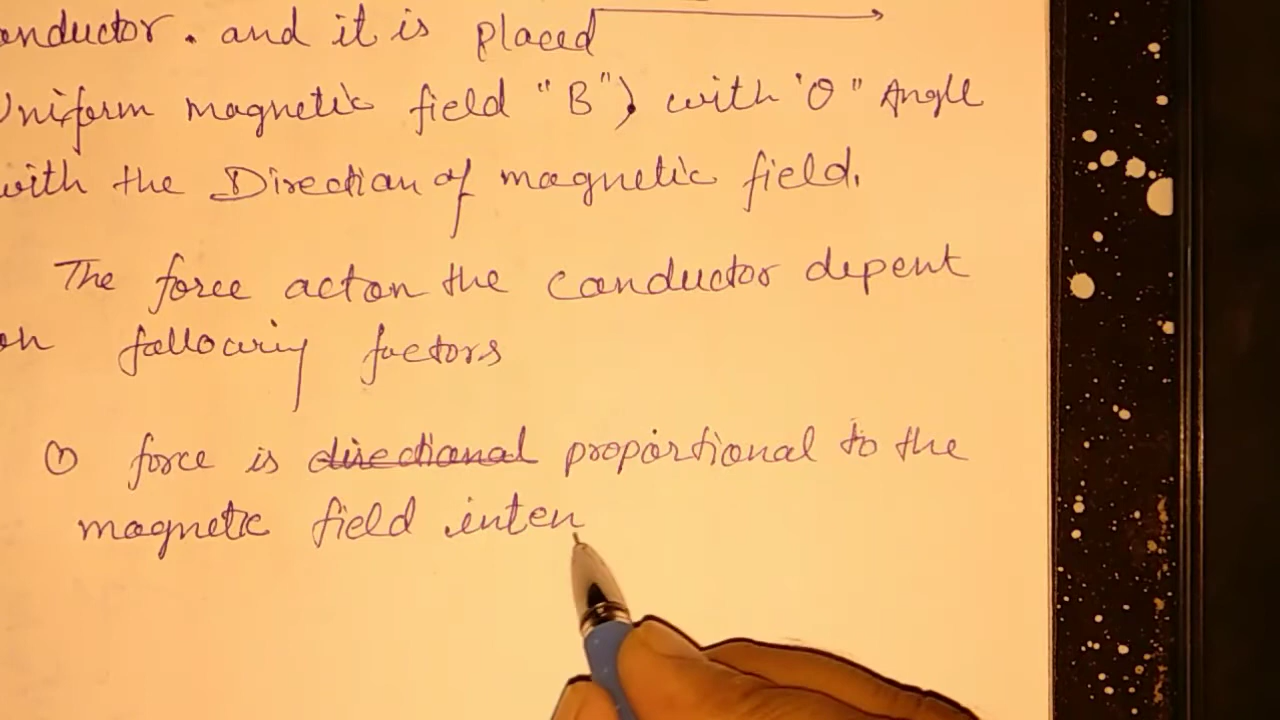 onductor. and it is placed
Uniform magnetic field "B") with 'θ" Angle
with the Direction of magnetic field.
The force act on the conductor depent
on following factors
① force is directional proportional to the
magnetic field inten